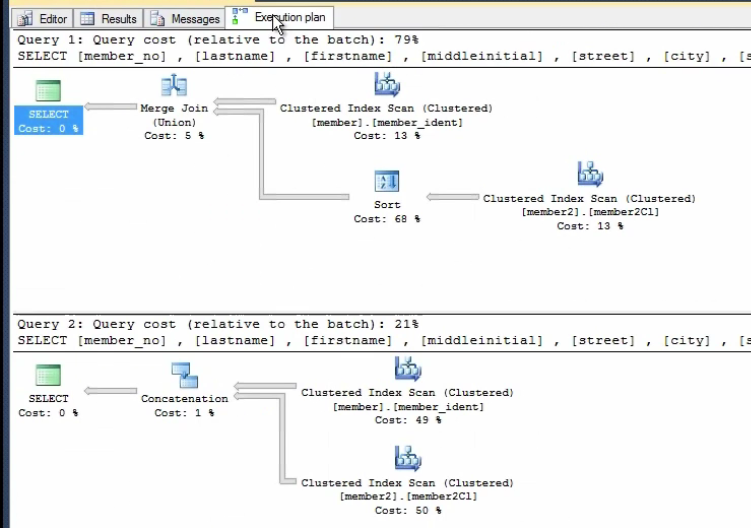 Editor Results Messages Execution plan
Query 1: Query cost (relative to the batch): 79%
SELECT [member_no] , [lastname] , [firstname] , [middleinitial] , [street] , [city] , [s
SELECT
Cost: 0 %
Merge Join
(Union)
Cost: 5 %
Clustered Index Scan (Clustered)
[member].[member_ident]
Cost: 13 %
Sort
Cost: 68 %
Clustered Index Scan (Clustered)
[member2].[member2Cl]
Cost: 13 %
Query 2: Query cost (relative to the batch): 21%
SELECT [member_no] , [lastname] , [firstname] , [middleinitial] , [street] , [city] , [s
SELECT
Cost: 0 %
Concatenation
Cost: 1 %
Clustered Index Scan (Clustered)
[member].[member_ident]
Cost: 49 %
Clustered Index Scan (Clustered)
[member2].[member2Cl]
Cost: 50 %